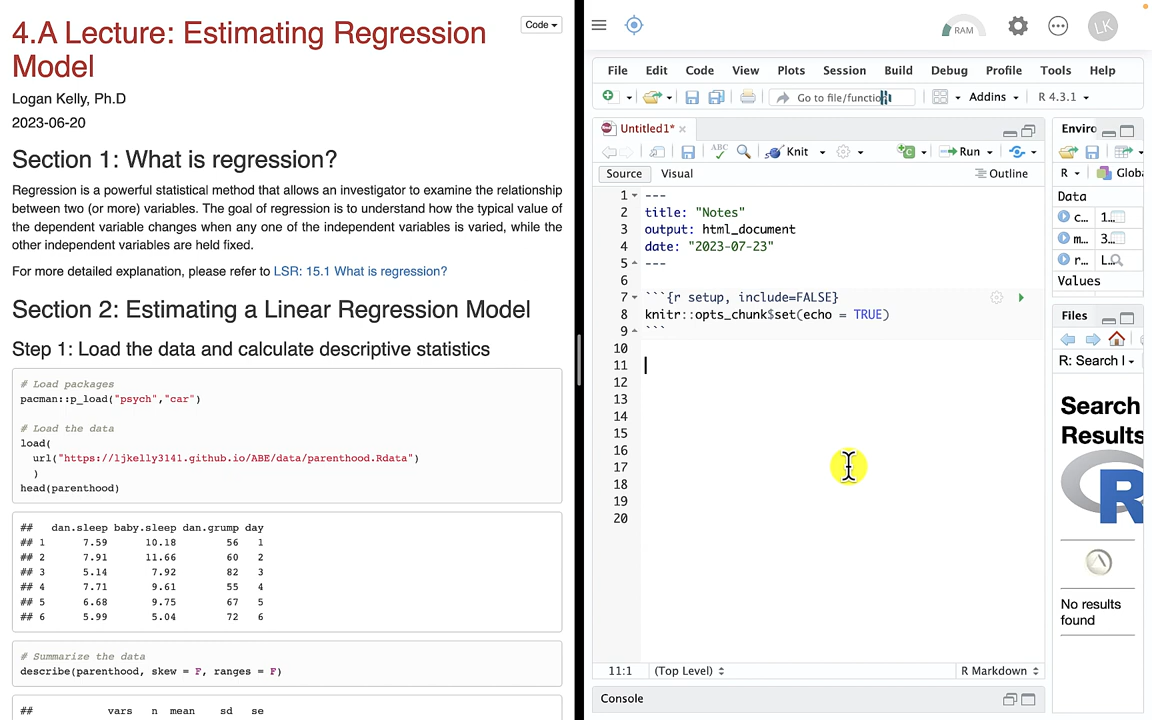 4.A Lecture: Estimating Regression
Model
Code
Logan Kelly, Ph.D
2023-06-20
Section 1: What is regression?
Regression is a powerful statistical method that allows an investigator to examine the relationship
between two (or more) variables. The goal of regression is to understand how the typical value of
the dependent variable changes when any one of the independent variables is varied, while the
other independent variables are held fixed.
For more detailed explanation, please refer to LSR: 15.1 What is regression?
Section 2: Estimating a Linear Regression Model
Step 1: Load the data and calculate descriptive statistics
# Load packages
pacman::p_load("psych","car")
# Load the data
load(
url("https://ljkelly3141.github.io/ABE/data/parenthood.Rdata")
)
head(parenthood)
## dan.sleep baby.sleep dan.grump day
## 1 7.59 10.18 56 1
## 2 7.91 11.66 60 2
## 3 5.14 7.92 82 3
## 4 7.71 9.61 55 4
## 5 6.68 9.75 67 5
## 6 5.99 5.04 72 6
# Summarize the data
describe(parenthood, skew = F, ranges = F)
## vars n mean sd se
RAM
LK
File Edit Code View Plots Session Build Debug Profile Tools Help
Go to file/function
Addins
R 4.3.1
Untitled1*
ABC
Knit
Run
Source Visual
Outline
1 ---
2 title: "Notes"
3 output: html_document
4 date: "2023-07-23"
5 ---
6
7 ```{r setup, include=FALSE}
8 knitr::opts_chunk$set(echo = TRUE)
9 ```
10
11
12
13
14
15
16
17
18
19
20
11:1 (Top Level) R Markdown
Console
Enviro
R Globa
Data
c... 1...
m... 3...
r... L...
Values
Files
R: Search I
Search
Results
R
No results
found